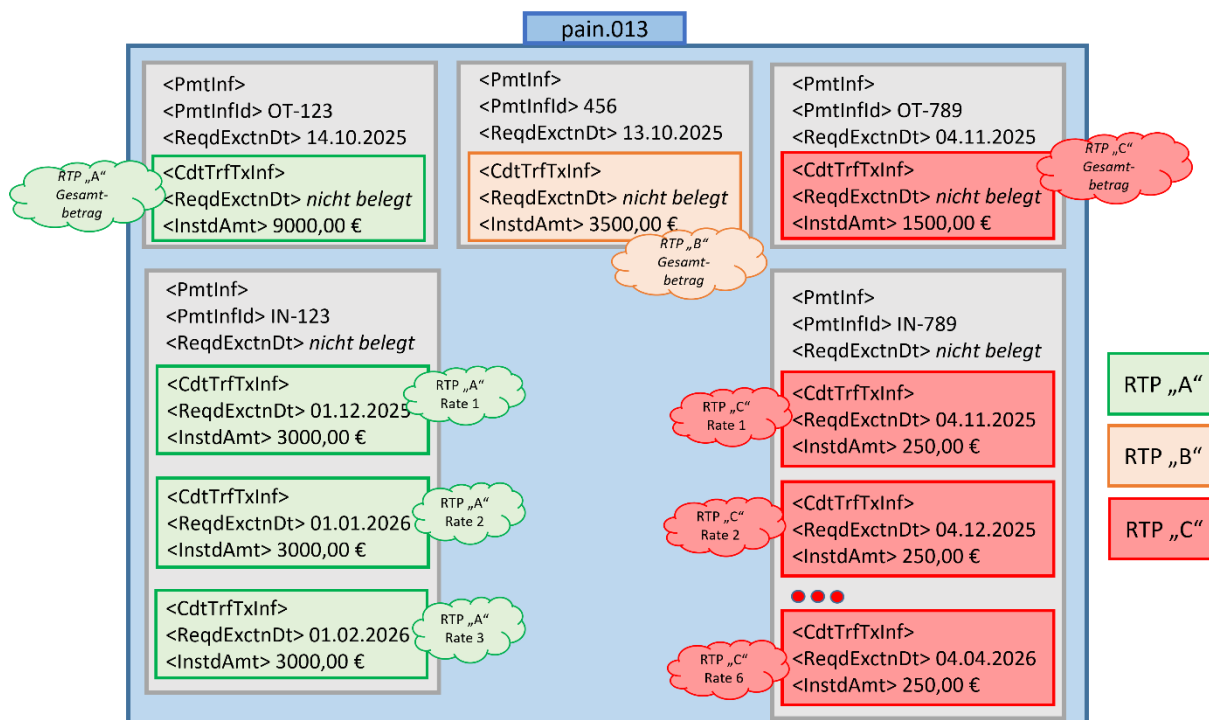 pain.013
<PmtInf>
<PmtInfId> OT-123
<ReqdExctnDt> 14.10.2025
<CdtTrfTxInf>
<ReqdExctnDt> nicht belegt
<InstdAmt> 9000,00 €
RTP „A“
Gesamt-
betrag
<PmtInf>
<PmtInfId> 456
<ReqdExctnDt> 13.10.2025
<CdtTrfTxInf>
<ReqdExctnDt> nicht belegt
<InstdAmt> 3500,00 €
RTP „B“
Gesamt-
betrag
<PmtInf>
<PmtInfId> OT-789
<ReqdExctnDt> 04.11.2025
<CdtTrfTxInf>
<ReqdExctnDt> nicht belegt
<InstdAmt> 1500,00 €
RTP „C“
Gesamt-
betrag
<PmtInf>
<PmtInfId> IN-123
<ReqdExctnDt> nicht belegt
<CdtTrfTxInf>
<ReqdExctnDt> 01.12.2025
<InstdAmt> 3000,00 €
RTP „A“
Rate 1
<CdtTrfTxInf>
<ReqdExctnDt> 01.01.2026
<InstdAmt> 3000,00 €
RTP „A“
Rate 2
<CdtTrfTxInf>
<ReqdExctnDt> 01.02.2026
<InstdAmt> 3000,00 €
RTP „A“
Rate 3
<PmtInf>
<PmtInfId> IN-789
<ReqdExctnDt> nicht belegt
<CdtTrfTxInf>
<ReqdExctnDt> 04.11.2025
<InstdAmt> 250,00 €
RTP „C“
Rate 1
<CdtTrfTxInf>
<ReqdExctnDt> 04.12.2025
<InstdAmt> 250,00 €
RTP „C“
Rate 2
<CdtTrfTxInf>
<ReqdExctnDt> 04.04.2026
<InstdAmt> 250,00 €
RTP „C“
Rate 6
RTP „A“
RTP „B“
RTP „C“